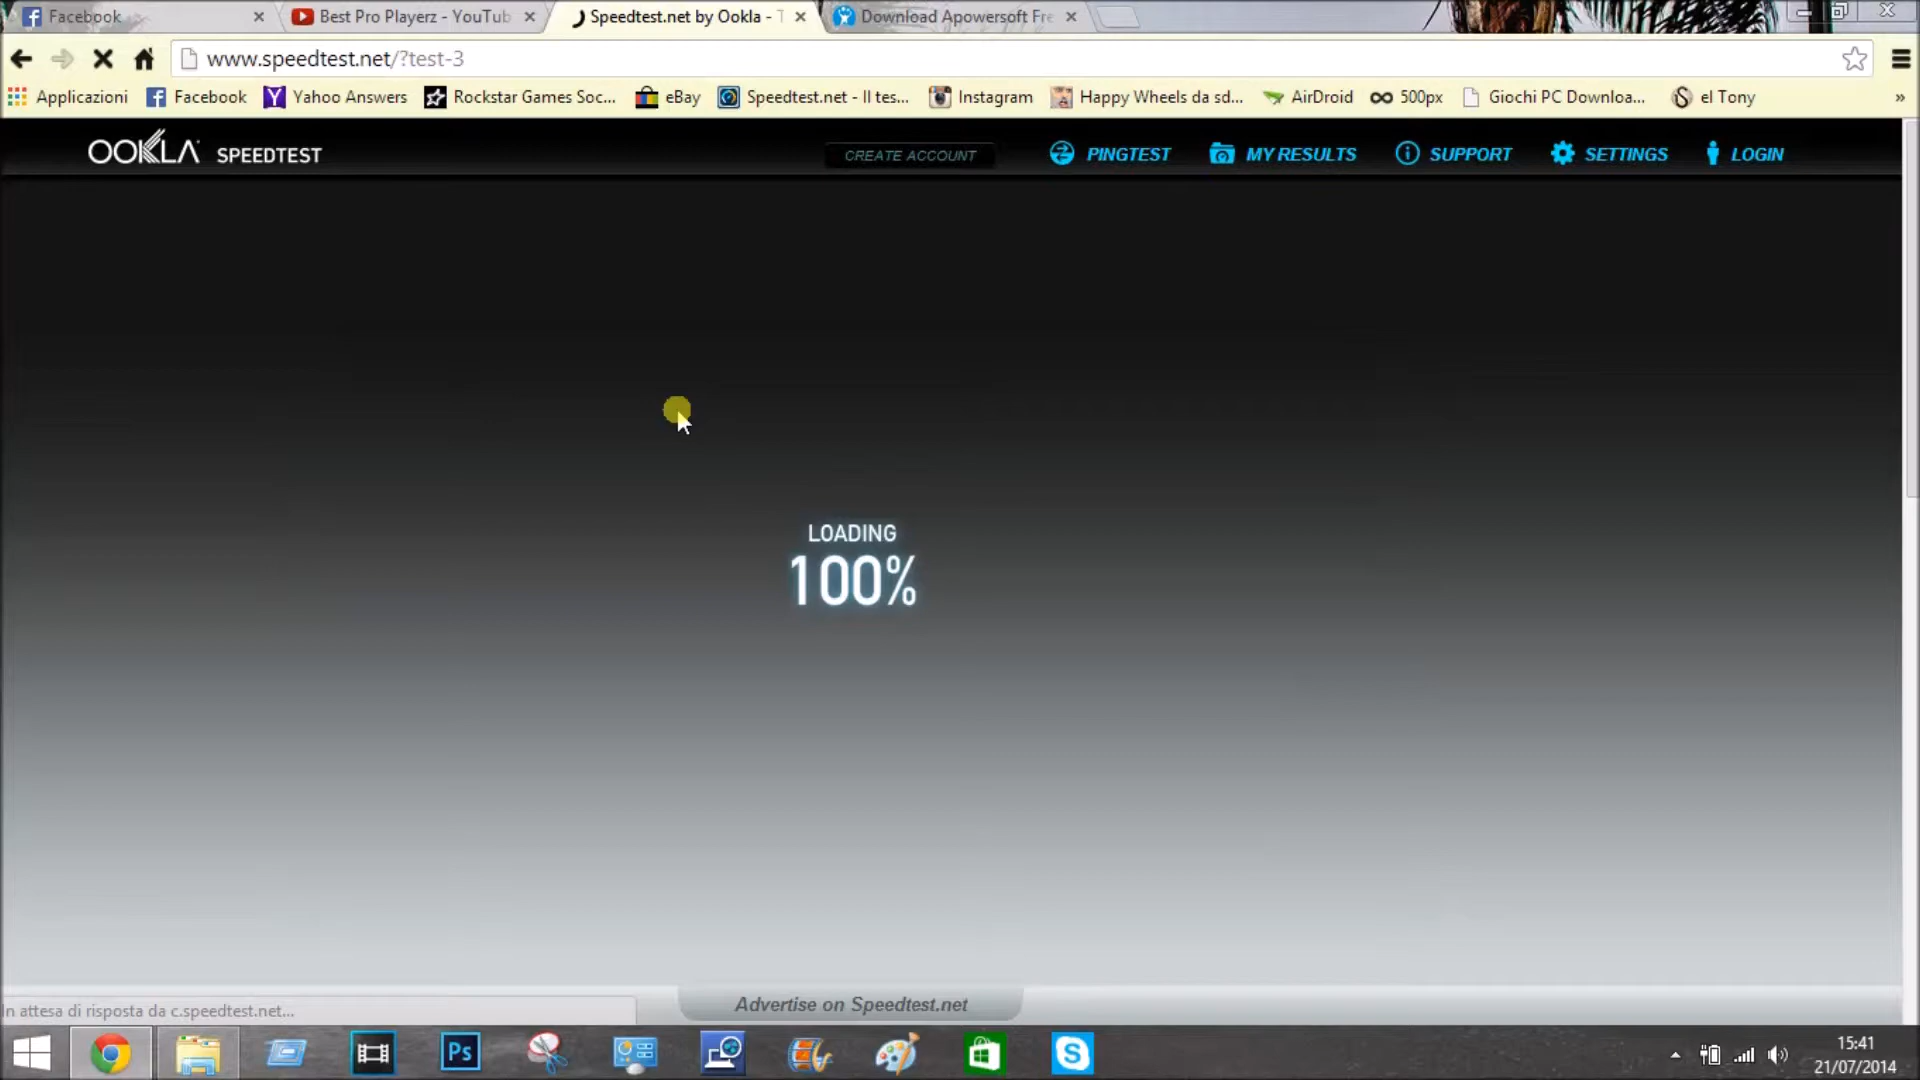 Facebook
Best Pro Playerz - YouTub
Speedtest.net by Ookla - T
Download Apowersoft Fre
www.speedtest.net/?test-3
Applicazioni
Facebook
Yahoo Answers
Rockstar Games Soc...
eBay
Speedtest.net - Il tes...
Instagram
Happy Wheels da sd...
AirDroid
500px
Giochi PC Downloa...
el Tony
»
OOKLA SPEEDTEST
CREATE ACCOUNT
PINGTEST
MY RESULTS
SUPPORT
SETTINGS
LOGIN
LOADING
100%
In attesa di risposta da c.speedtest.net...
Advertise on Speedtest.net
Ps
15:41
21/07/2014